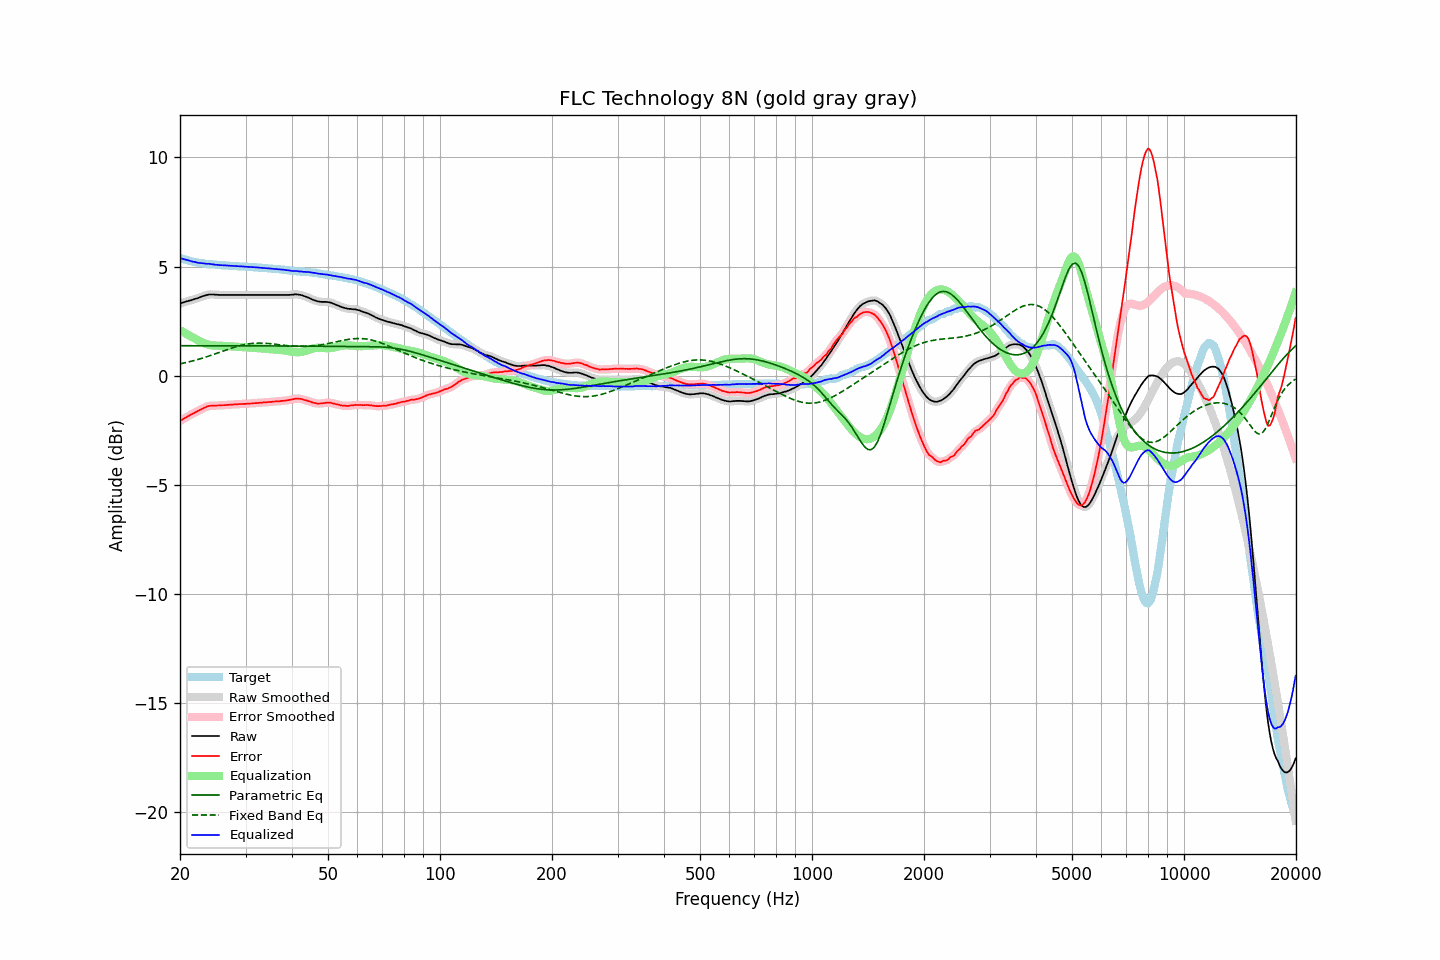 FLC Technology 8N (gold gray gray)
Amplitude (dBr)
10
5
0
−5
−10
−15
−20
Target
Raw Smoothed
Error Smoothed
Raw
Error
Equalization
Parametric Eq
Fixed Band Eq
Equalized
20 50 100 200 500 1000 2000 5000 10000 20000
Frequency (Hz)